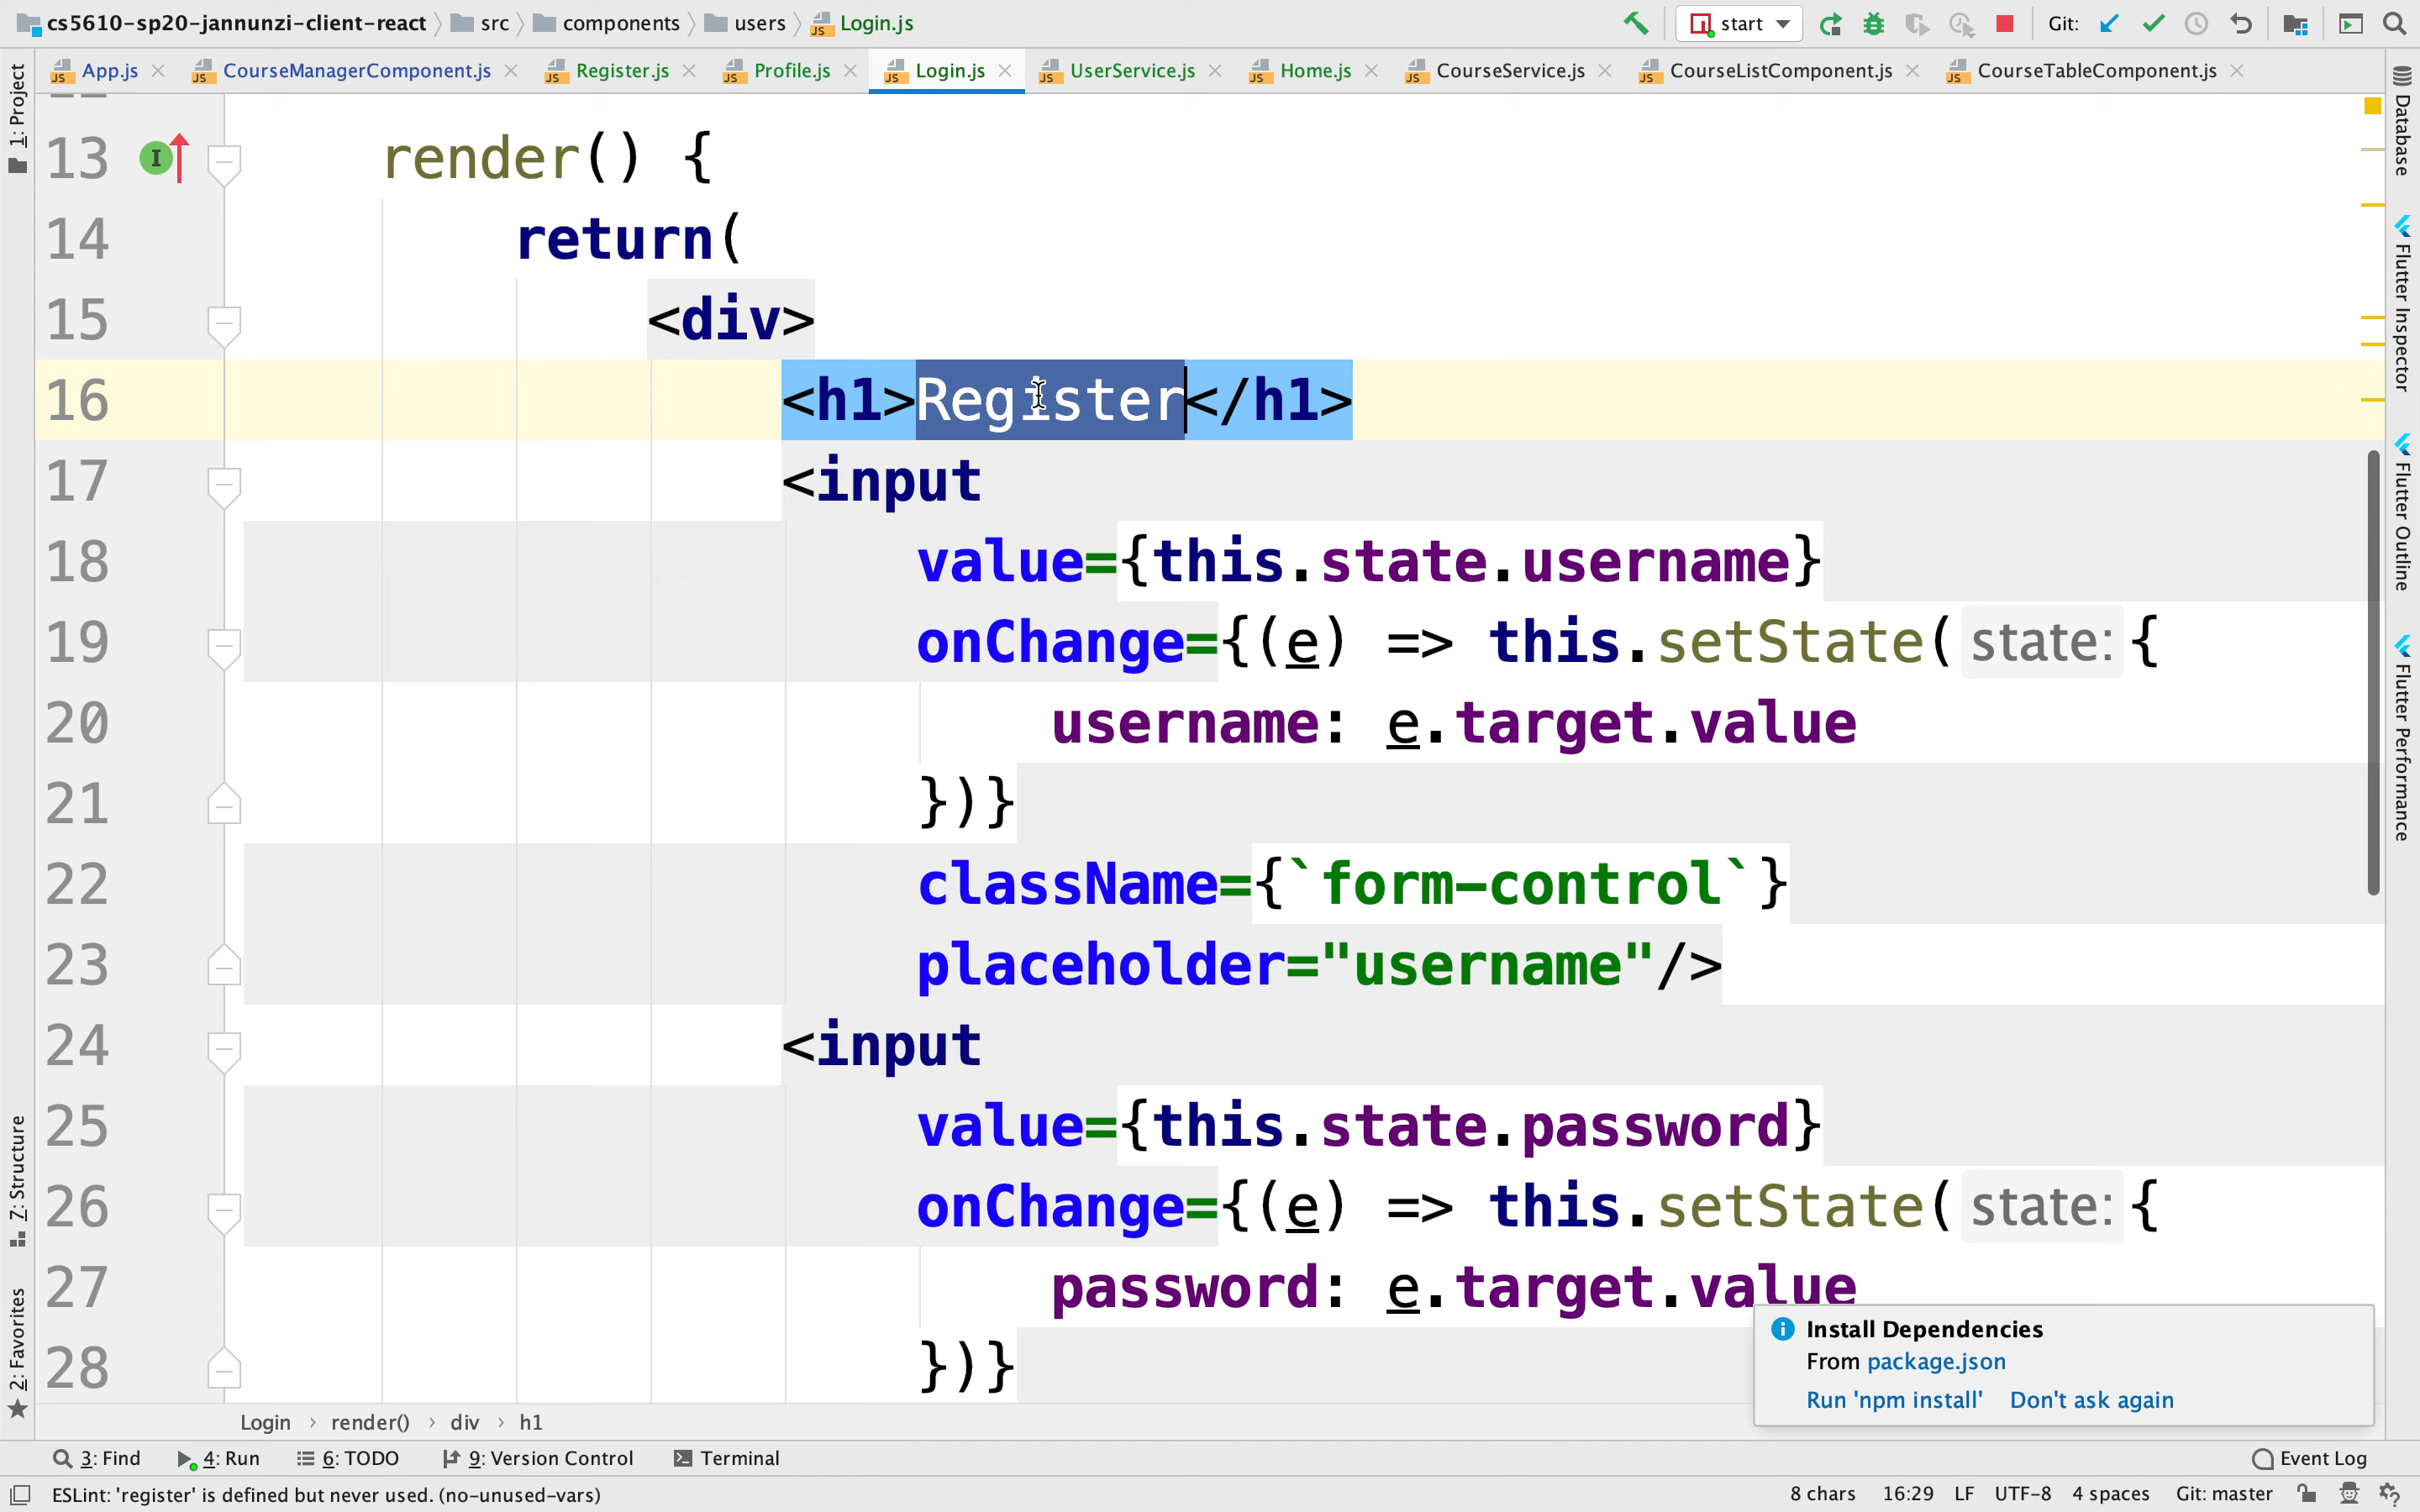 cs5610-sp20-jannunzi-client-react src components users Login.js start Git:
App.js CourseManagerComponent.js Register.js Profile.js Login.js UserService.js Home.js CourseService.js CourseListComponent.js CourseTableComponent.js
1: Project
7: Structure
2: Favorites
13 render() {
14 return(
15 <div>
16 <h1>Register</h1>
17 <input
18 value={this.state.username}
19 onChange={(e) => this.setState( state: {
20 username: e.target.value
21 })}
22 className={`form-control`}
23 placeholder="username"/>
24 <input
25 value={this.state.password}
26 onChange={(e) => this.setState( state: {
27 password: e.target.value
28 })}
Database
Flutter Inspector
Flutter Outline
Flutter Performance
Install Dependencies
From package.json
Run 'npm install' Don't ask again
Login › render() › div › h1
3: Find 4: Run 6: TODO 9: Version Control Terminal Event Log
ESLint: 'register' is defined but never used. (no-unused-vars) 8 chars 16:29 LF UTF-8 4 spaces Git: master